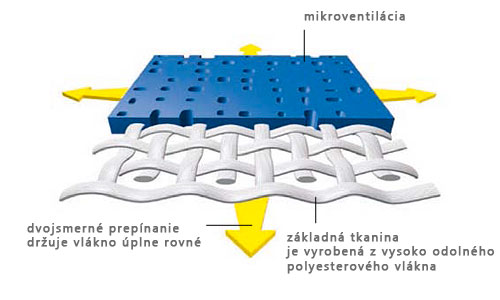 mikroventilácia
dvojsmerné prepínanie
držuje vlákno úplne rovné
základná tkanina
je vyrobená z vysoko odolného
polyesterového vlákna